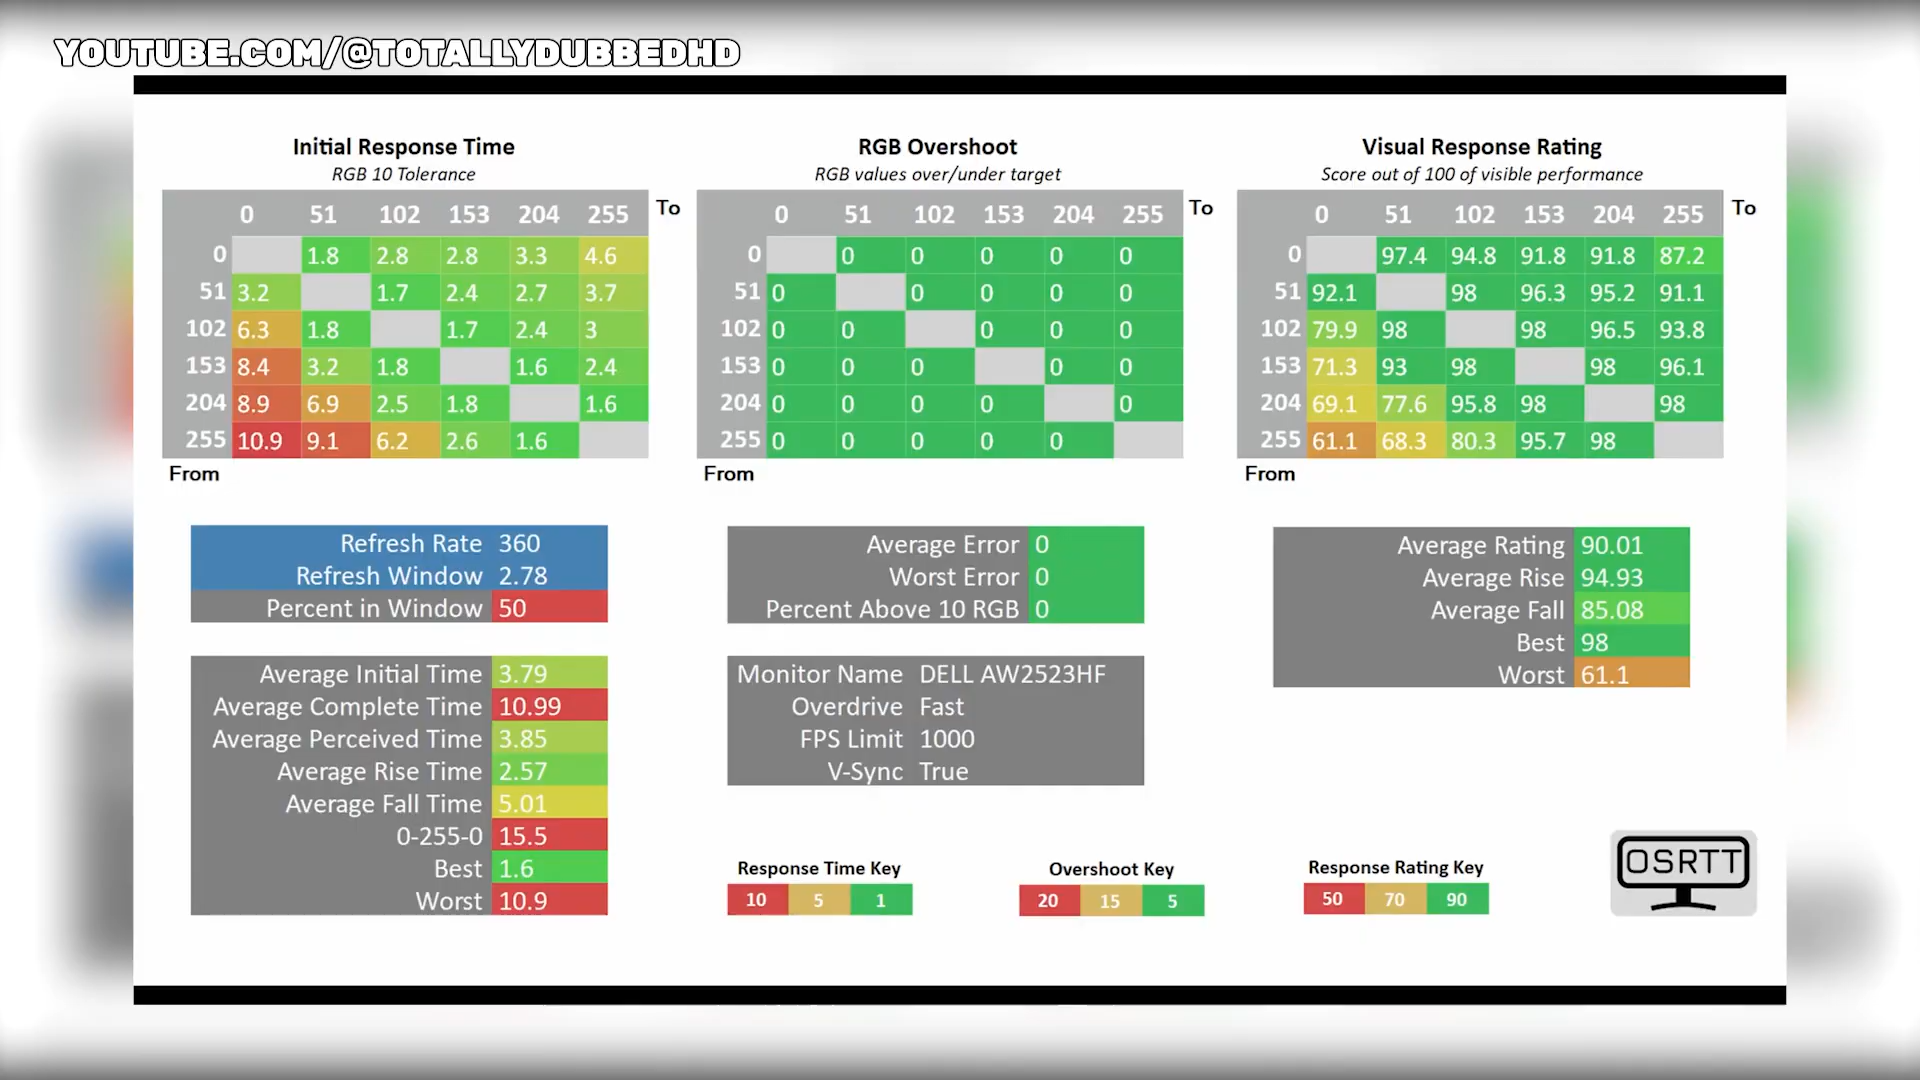 YOUTUBE.COM/@TOTALLYDUBBEDHD
Initial Response Time
RGB 10 Tolerance
0 51 102 153 204 255 To
0 1.8 2.8 2.8 3.3 4.6
51 3.2 1.7 2.4 2.7 3.7
102 6.3 1.8 1.7 2.4 3
153 8.4 3.2 1.8 1.6 2.4
204 8.9 6.9 2.5 1.8 1.6
255 10.9 9.1 6.2 2.6 1.6
From
RGB Overshoot
RGB values over/under target
0 51 102 153 204 255 To
0 0 0 0 0 0
51 0 0 0 0 0
102 0 0 0 0 0
153 0 0 0 0 0
204 0 0 0 0 0
255 0 0 0 0 0
From
Visual Response Rating
Score out of 100 of visible performance
0 51 102 153 204 255 To
0 97.4 94.8 91.8 91.8 87.2
51 92.1 98 96.3 95.2 91.1
102 79.9 98 98 96.5 93.8
153 71.3 93 98 98 96.1
204 69.1 77.6 95.8 98 98
255 61.1 68.3 80.3 95.7 98
From
Refresh Rate 360
Refresh Window 2.78
Percent in Window 50
Average Initial Time 3.79
Average Complete Time 10.99
Average Perceived Time 3.85
Average Rise Time 2.57
Average Fall Time 5.01
0-255-0 15.5
Best 1.6
Worst 10.9
Average Error 0
Worst Error 0
Percent Above 10 RGB 0
Monitor Name DELL AW2523HF
Overdrive Fast
FPS Limit 1000
V-Sync True
Average Rating 90.01
Average Rise 94.93
Average Fall 85.08
Best 98
Worst 61.1
Response Time Key
10 5 1
Overshoot Key
20 15 5
Response Rating Key
50 70 90
OSRTT